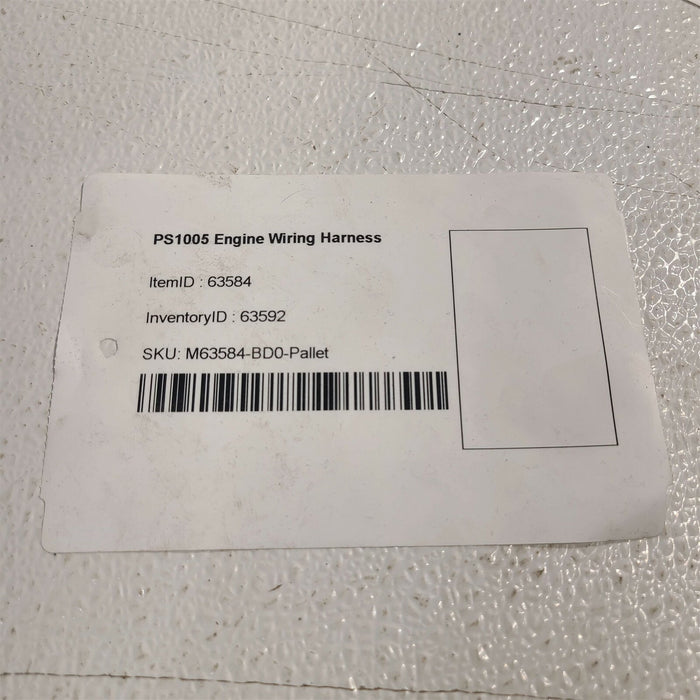 PS1005 Engine Wiring Harness
ItemID : 63584
InventoryID : 63592
SKU: M63584-BD0-Pallet